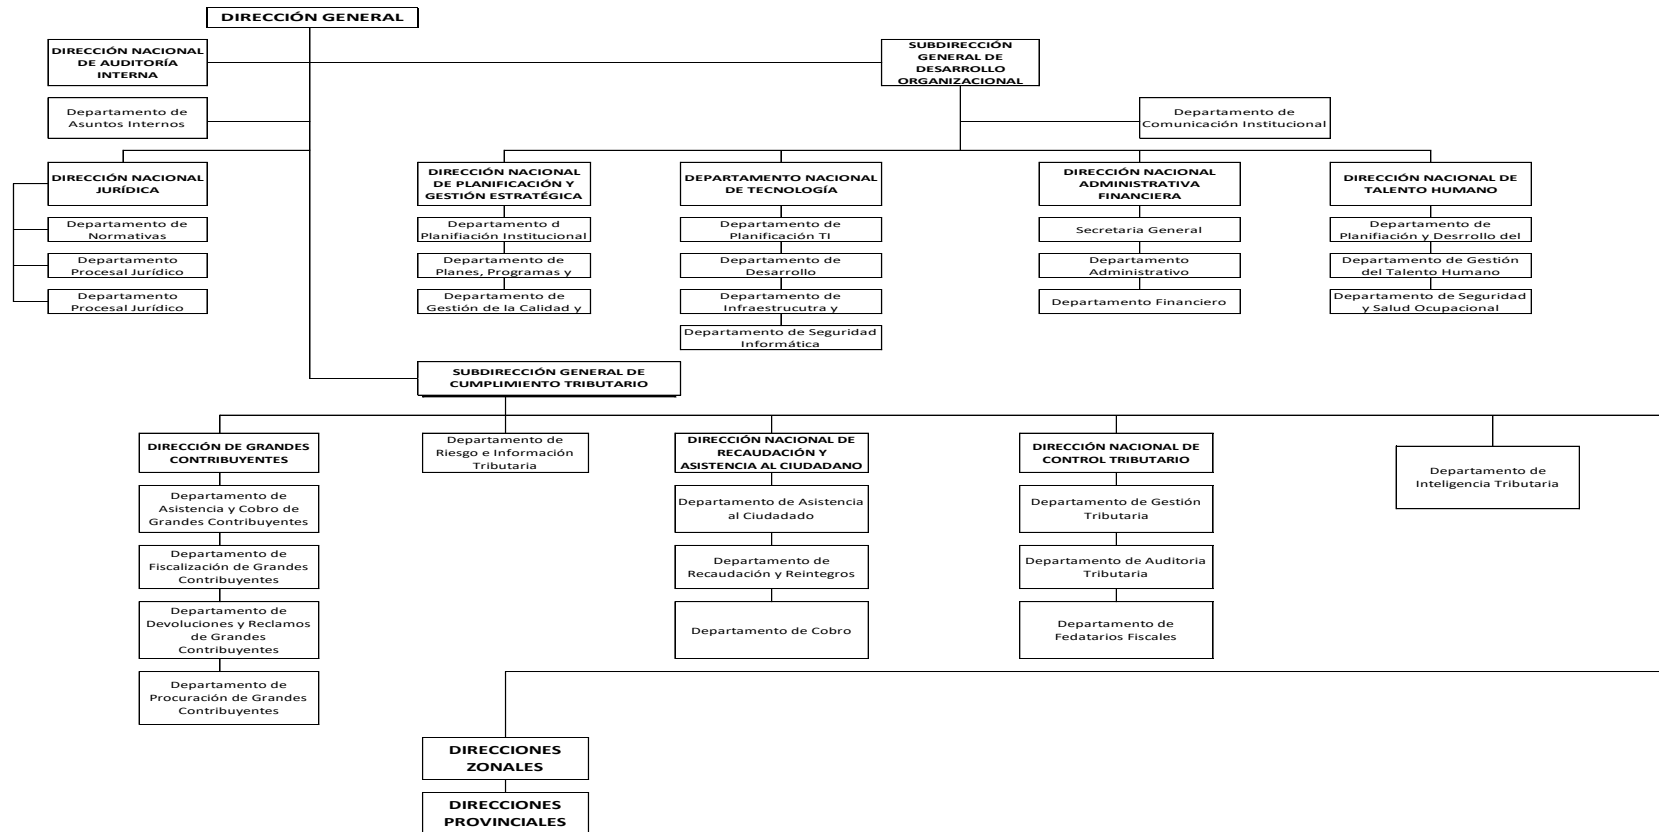 DIRECCIÓN GENERAL
DIRECCIÓN NACIONAL
DE AUDITORÍA
INTERNA
SUBDIRECCIÓN
GENERAL DE
DESARROLLO
ORGANIZACIONAL
Departamento de
Asuntos Internos
Departamento de
Comunicación Institucional
DIRECCIÓN NACIONAL
JURÍDICA
DIRECCIÓN NACIONAL
DE PLANIFICACIÓN Y
GESTIÓN ESTRATÉGICA
DEPARTAMENTO NACIONAL
DE TECNOLOGÍA
DIRECCIÓN NACIONAL
ADMINISTRATIVA
FINANCIERA
DIRECCIÓN NACIONAL DE
TALENTO HUMANO
Departamento de
Normativas
Departamento d
Planifiación Institucional
Departamento de
Planificación TI
Secretaria General
Departamento de
Planifiación y Desrrollo del
Departamento
Procesal Jurídico
Departamento de
Planes, Programas y
Departamento de
Desarrollo
Departamento
Administrativo
Departamento de Gestión
del Talento Humano
Departamento
Procesal Jurídico
Departamento de
Gestión de la Calidad y
Departamento de
Infraestrucutra y
Departamento Financiero
Departamento de Seguridad
y Salud Ocupacional
Departamento de Seguridad
Informática
SUBDIRECCIÓN GENERAL DE
CUMPLIMIENTO TRIBUTARIO
DIRECCIÓN DE GRANDES
CONTRIBUYENTES
Departamento de
Riesgo e Información
Tributaria
DIRECCIÓN NACIONAL DE
RECAUDACIÓN Y
ASISTENCIA AL CIUDADANO
DIRECCIÓN NACIONAL DE
CONTROL TRIBUTARIO
Departamento de
Inteligencia Tributaria
Departamento de
Asistencia y Cobro de
Grandes Contribuyentes
Departamento de Asistencia
al Ciudadado
Departamento de Gestión
Tributaria
Departamento de
Fiscalización de Grandes
Contribuyentes
Departamento de
Recaudación y Reintegros
Departamento de Auditoria
Tributaria
Departamento de
Devoluciones y Reclamos
de Grandes
Contribuyentes
Departamento de Cobro
Departamento de
Fedatarios Fiscales
Departamento de
Procuración de Grandes
Contribuyentes
DIRECCIONES
ZONALES
DIRECCIONES
PROVINCIALES